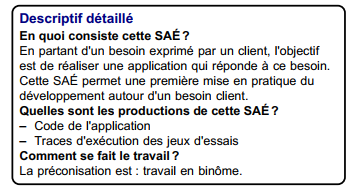 Descriptif détaillé
En quoi consiste cette SAÉ ?
En partant d'un besoin exprimé par un client, l'objectif
est de réaliser une application qui réponde à ce besoin.
Cette SAÉ permet une première mise en pratique du
développement autour d'un besoin client.
Quelles sont les productions de cette SAÉ ?
– Code de l'application
– Traces d'exécution des jeux d'essais
Comment se fait le travail ?
La préconisation est : travail en binôme.